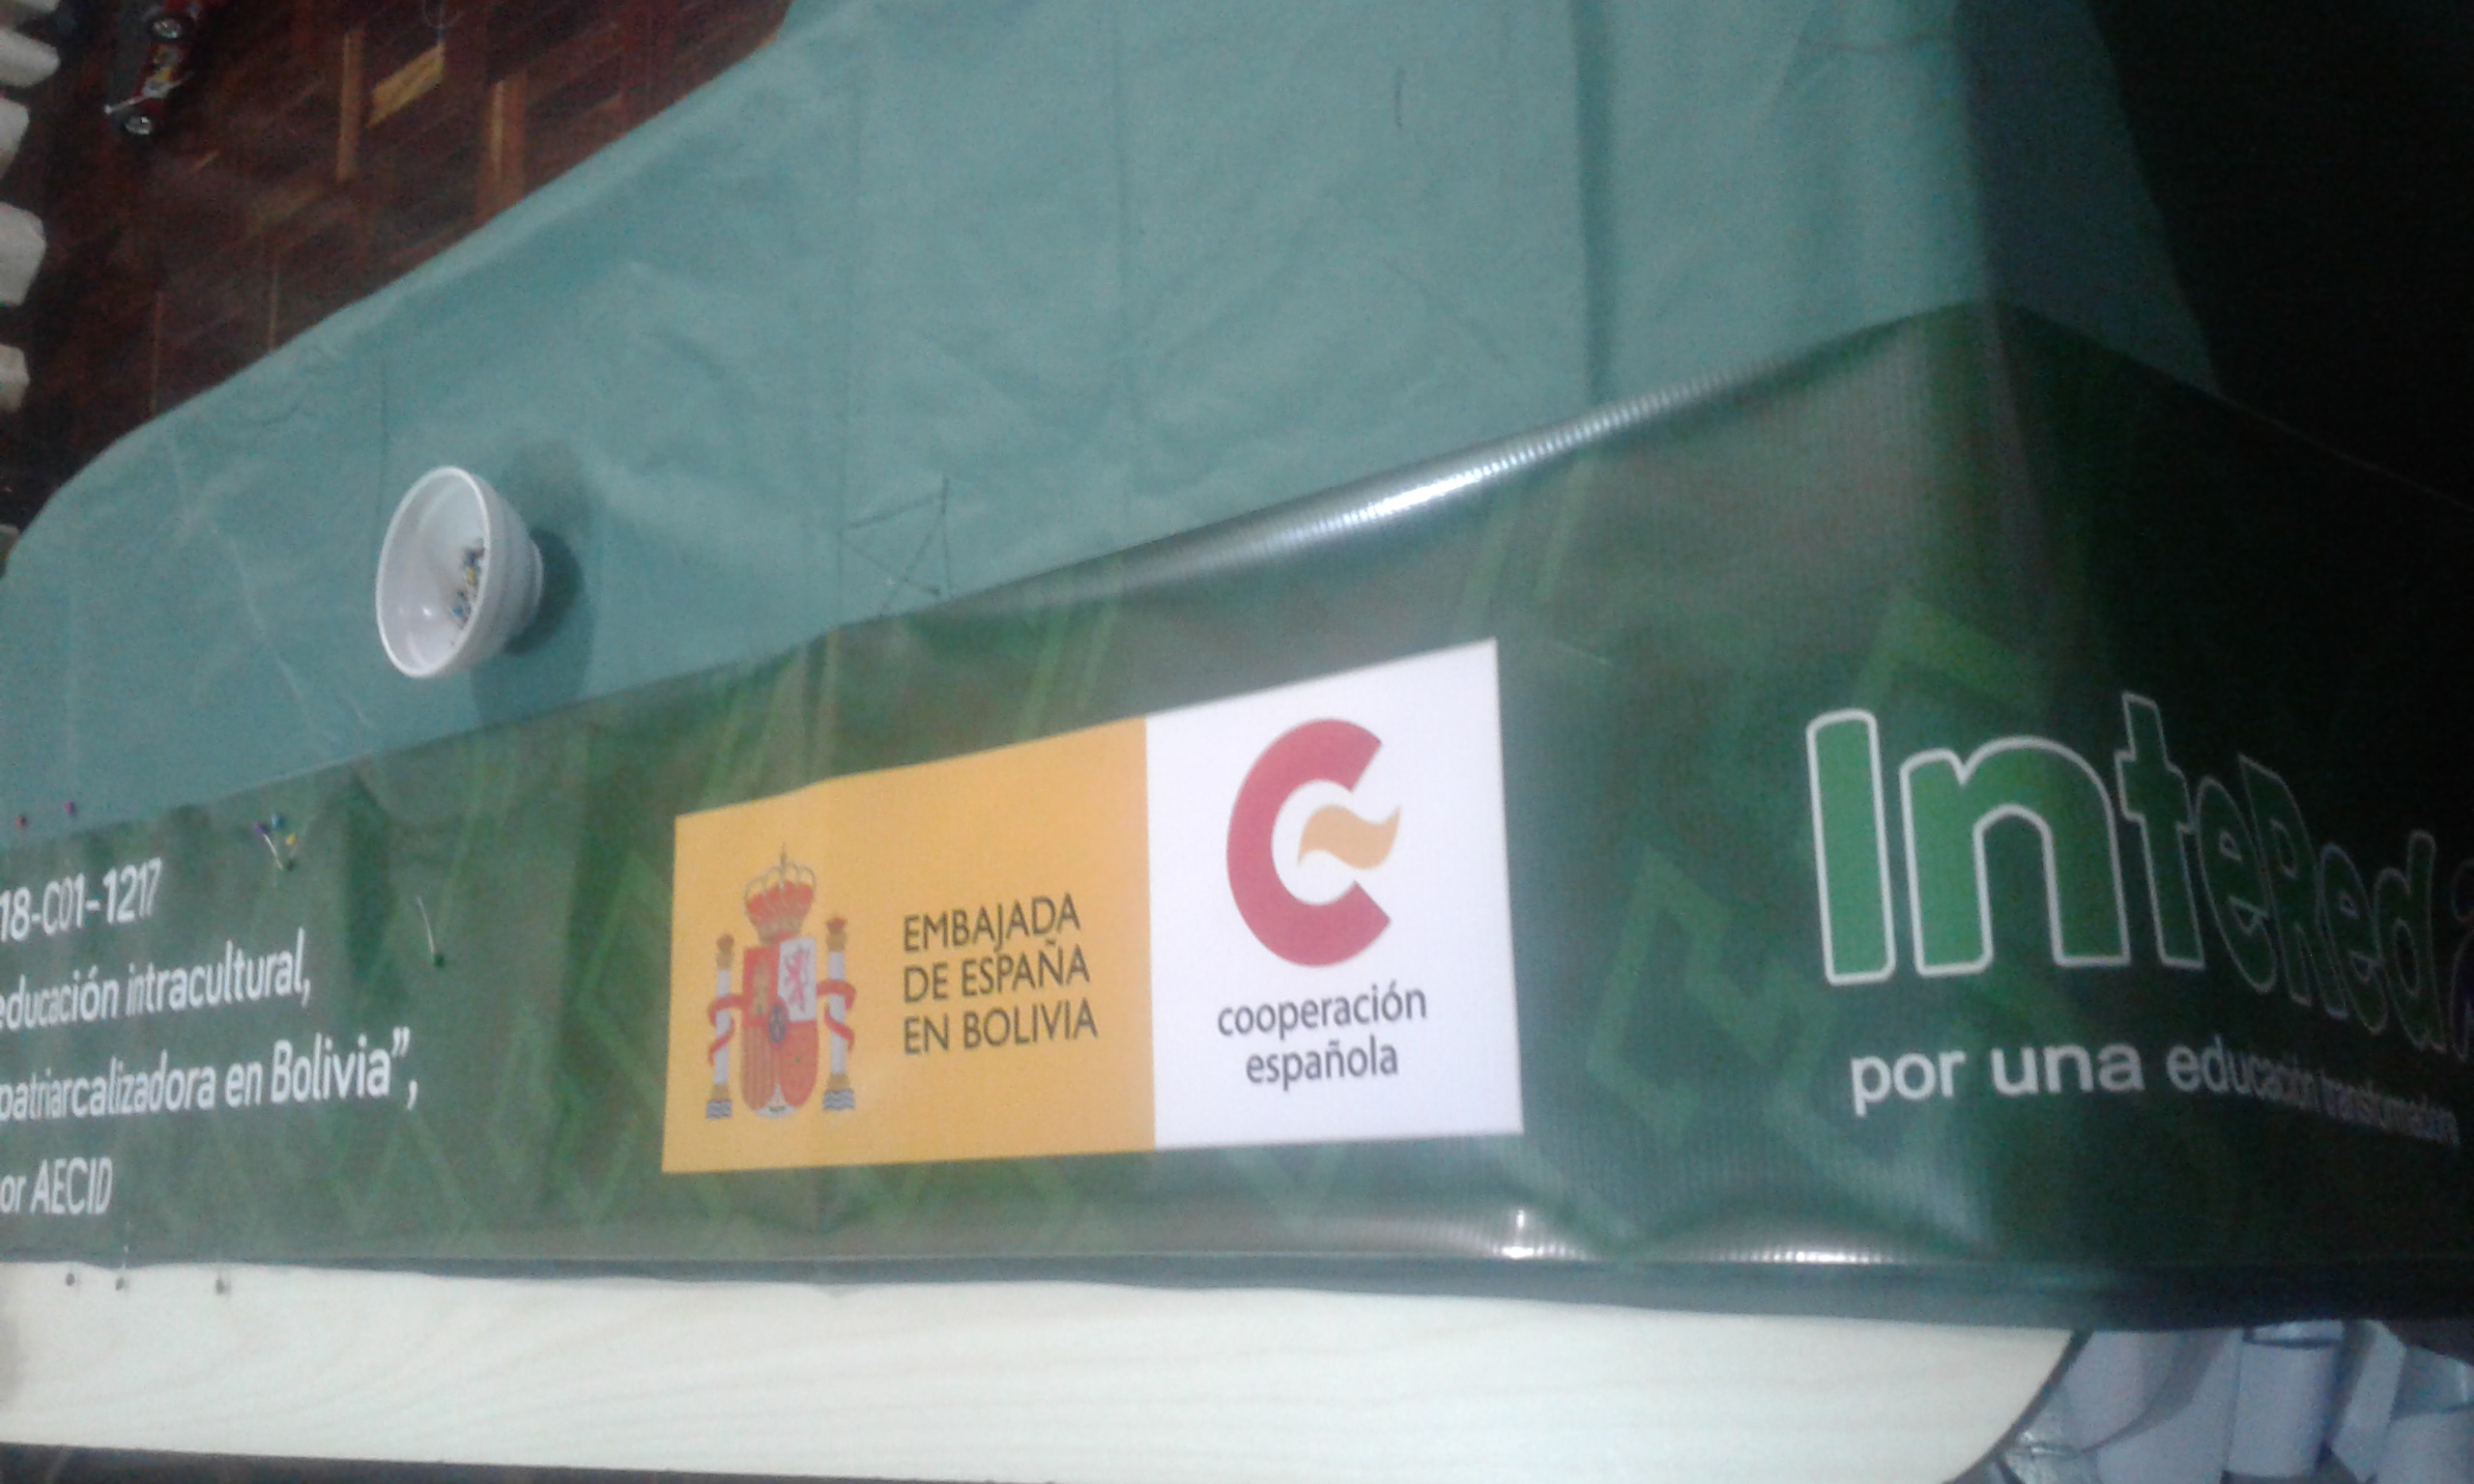 18-C01-1217
educación intracultural,
patriarcalizadora en Bolivia”,
or AECID
EMBAJADA
DE ESPAÑA
EN BOLIVIA
cooperación
española
InteRed
por una educación transformadora